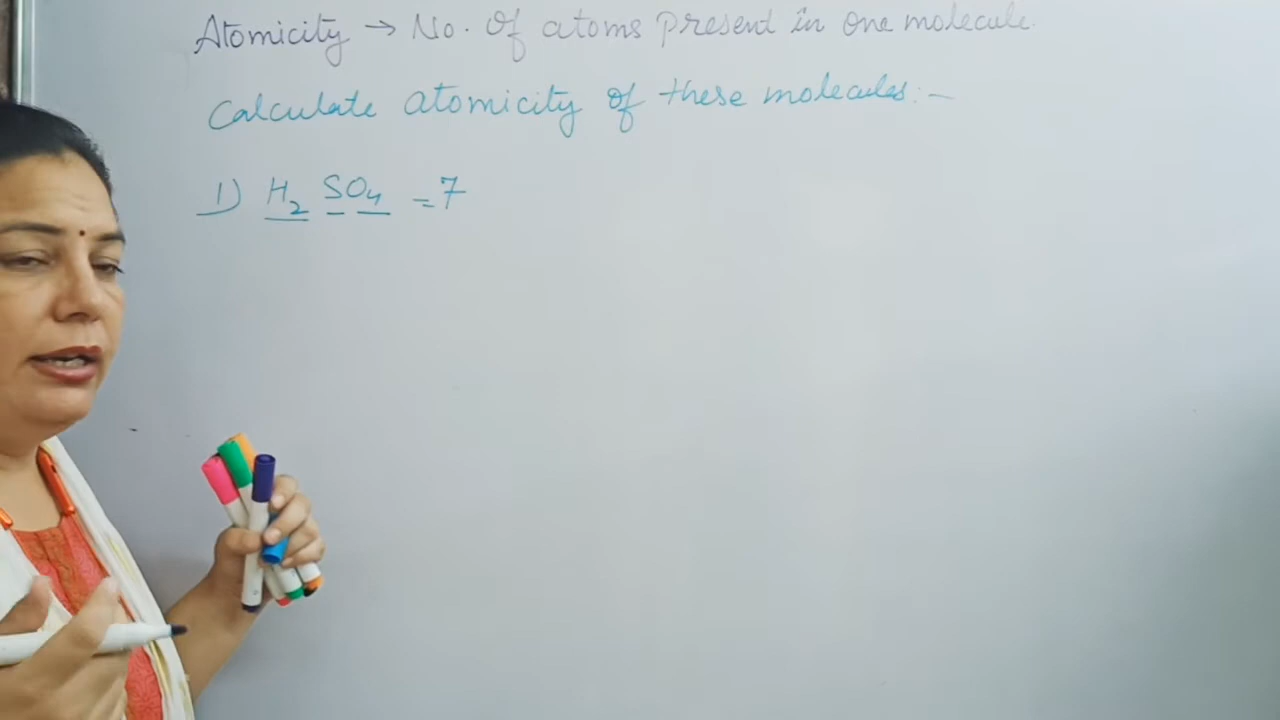 Atomicity → No. Of atoms present in one molecule.
Calculate atomicity of these molecules:-
1) H₂ SO₄ = 7